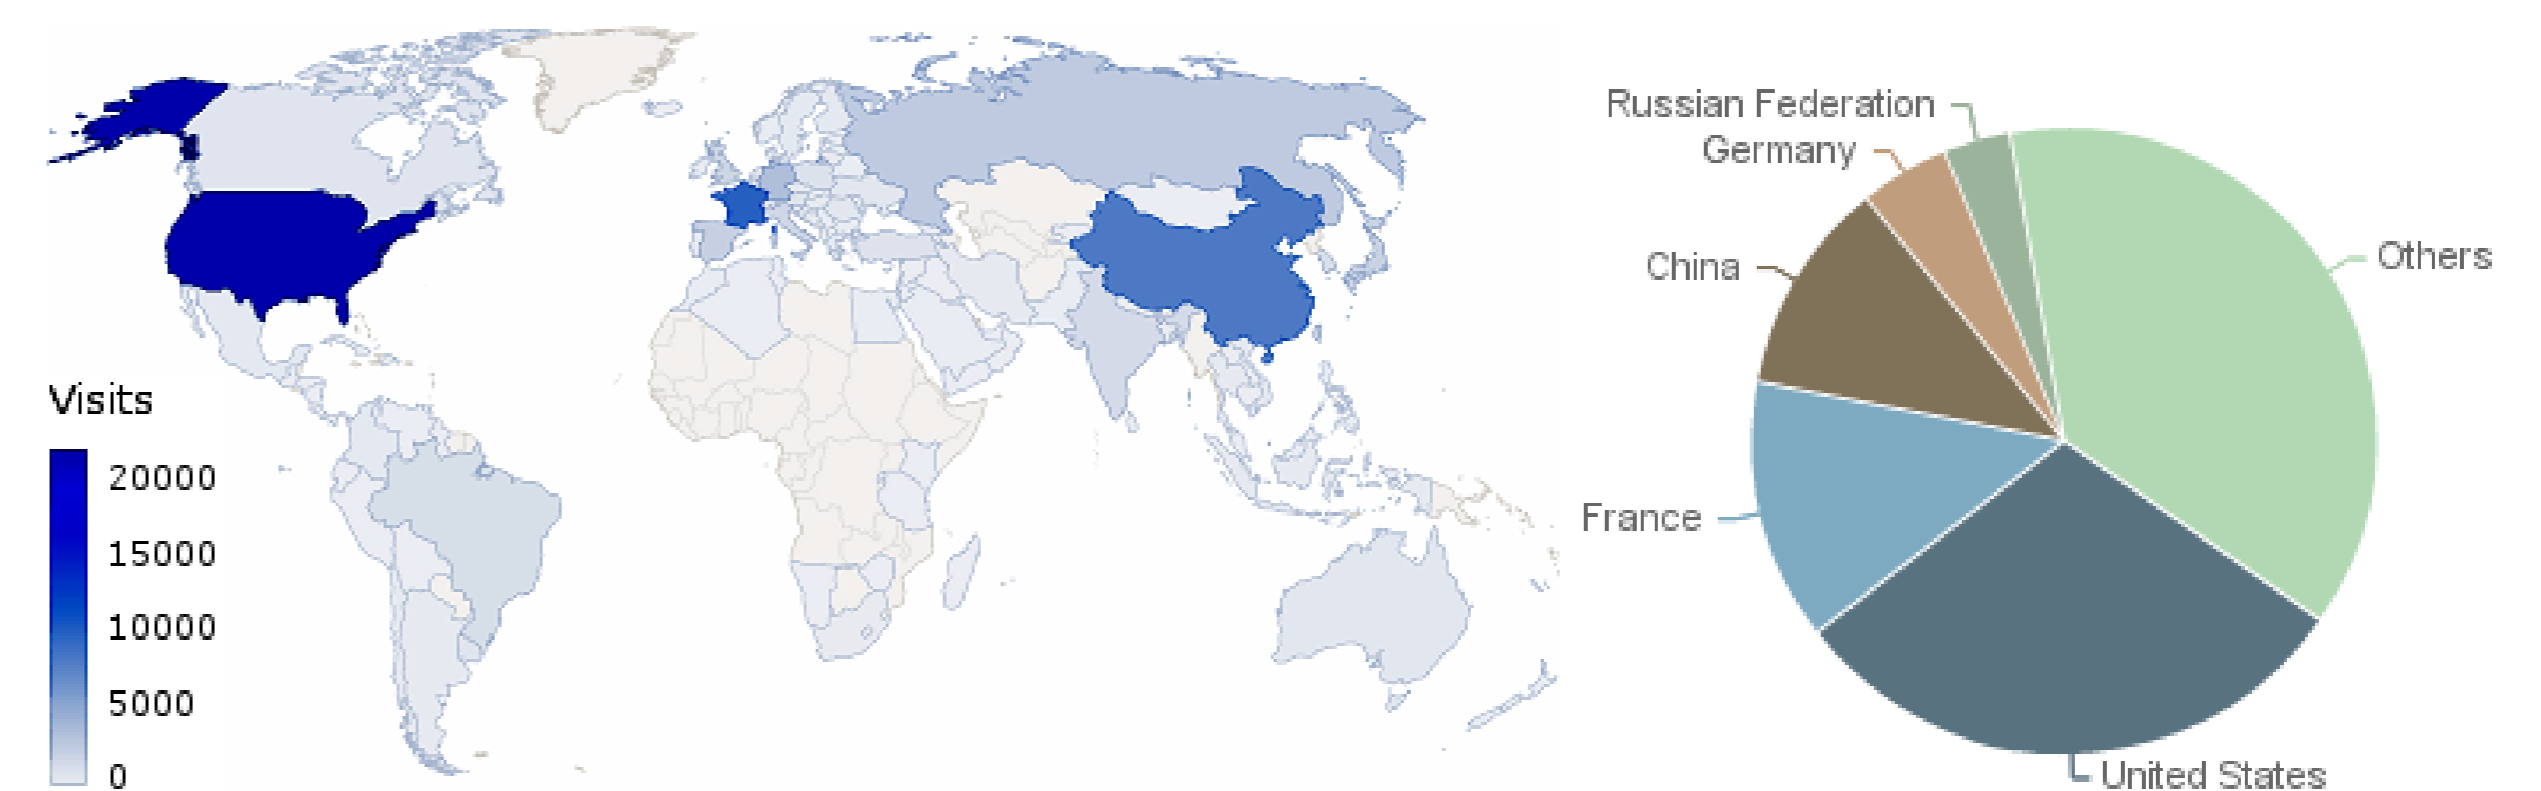 Visits
20000
15000
10000
5000
0
Russian Federation
Germany
China
Others
France
United States